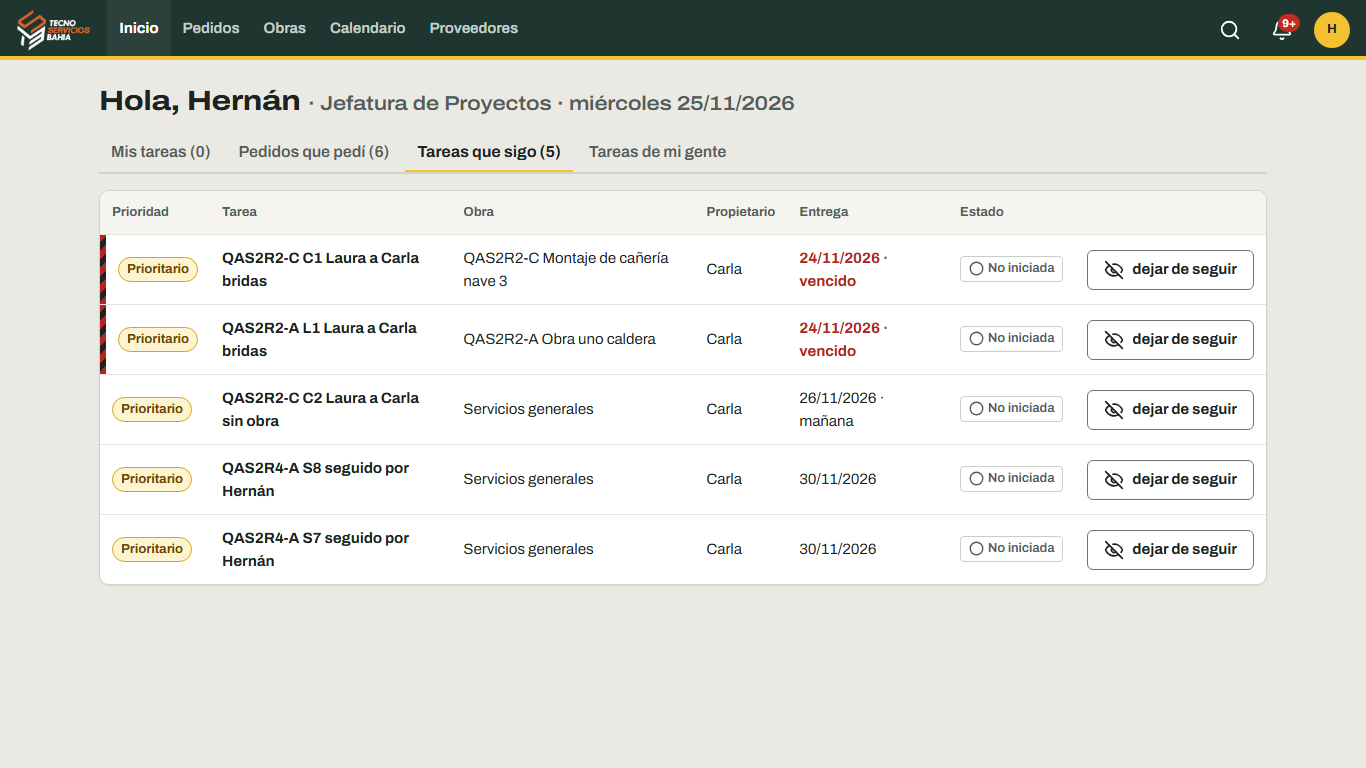 TECNO
SERVICIOS
BAHIA
Inicio Pedidos Obras Calendario Proveedores
9+
H
Hola, Hernán · Jefatura de Proyectos · miércoles 25/11/2026
Mis tareas (0) Pedidos que pedí (6) Tareas que sigo (5) Tareas de mi gente
Prioridad Tarea Obra Propietario Entrega Estado
Prioritario QAS2R2-C C1 Laura a Carla bridas QAS2R2-C Montaje de cañería nave 3 Carla 24/11/2026 · vencido No iniciada dejar de seguir
Prioritario QAS2R2-A L1 Laura a Carla bridas QAS2R2-A Obra uno caldera Carla 24/11/2026 · vencido No iniciada dejar de seguir
Prioritario QAS2R2-C C2 Laura a Carla sin obra Servicios generales Carla 26/11/2026 · mañana No iniciada dejar de seguir
Prioritario QAS2R4-A S8 seguido por Hernán Servicios generales Carla 30/11/2026 No iniciada dejar de seguir
Prioritario QAS2R4-A S7 seguido por Hernán Servicios generales Carla 30/11/2026 No iniciada dejar de seguir